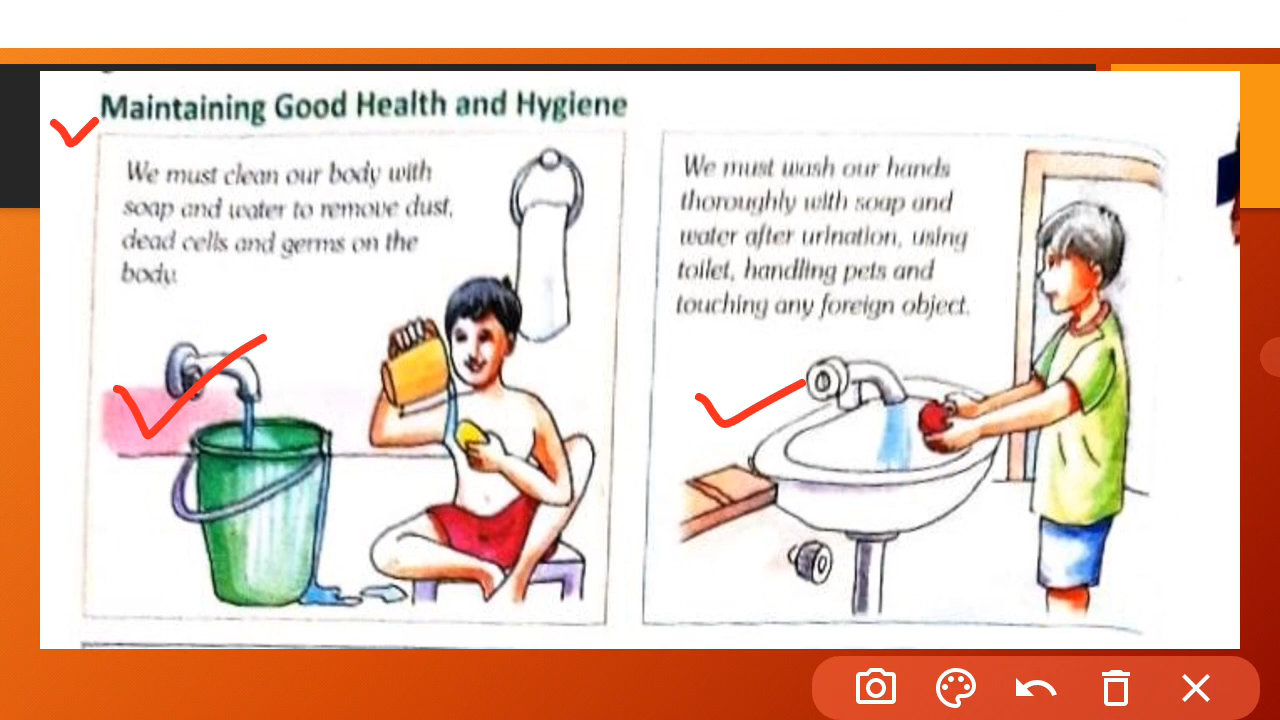 Maintaining Good Health and Hygiene
We must clean our body with
soap and water to remove dust,
dead cells and germs on the
body.
We must wash our hands
thoroughly with soap and
water after urination, using
toilet, handling pets and
touching any foreign object.